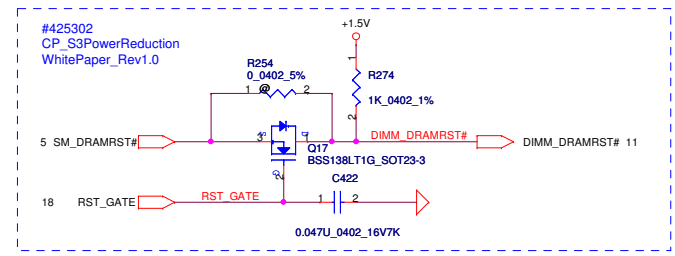 #425302
CP_S3PowerReduction
WhitePaper_Rev1.0
+1.5V
R254
0_0402_5%
@
1 2
1
R274
1K_0402_1%
2
5 SM_DRAMRST#
3 S
D 1
DIMM_DRAMRST#
DIMM_DRAMRST# 11
Q17
BSS138LT1G_SOT23-3
G
2
C422
18 RST_GATE
RST_GATE
1 2
0.047U_0402_16V7K